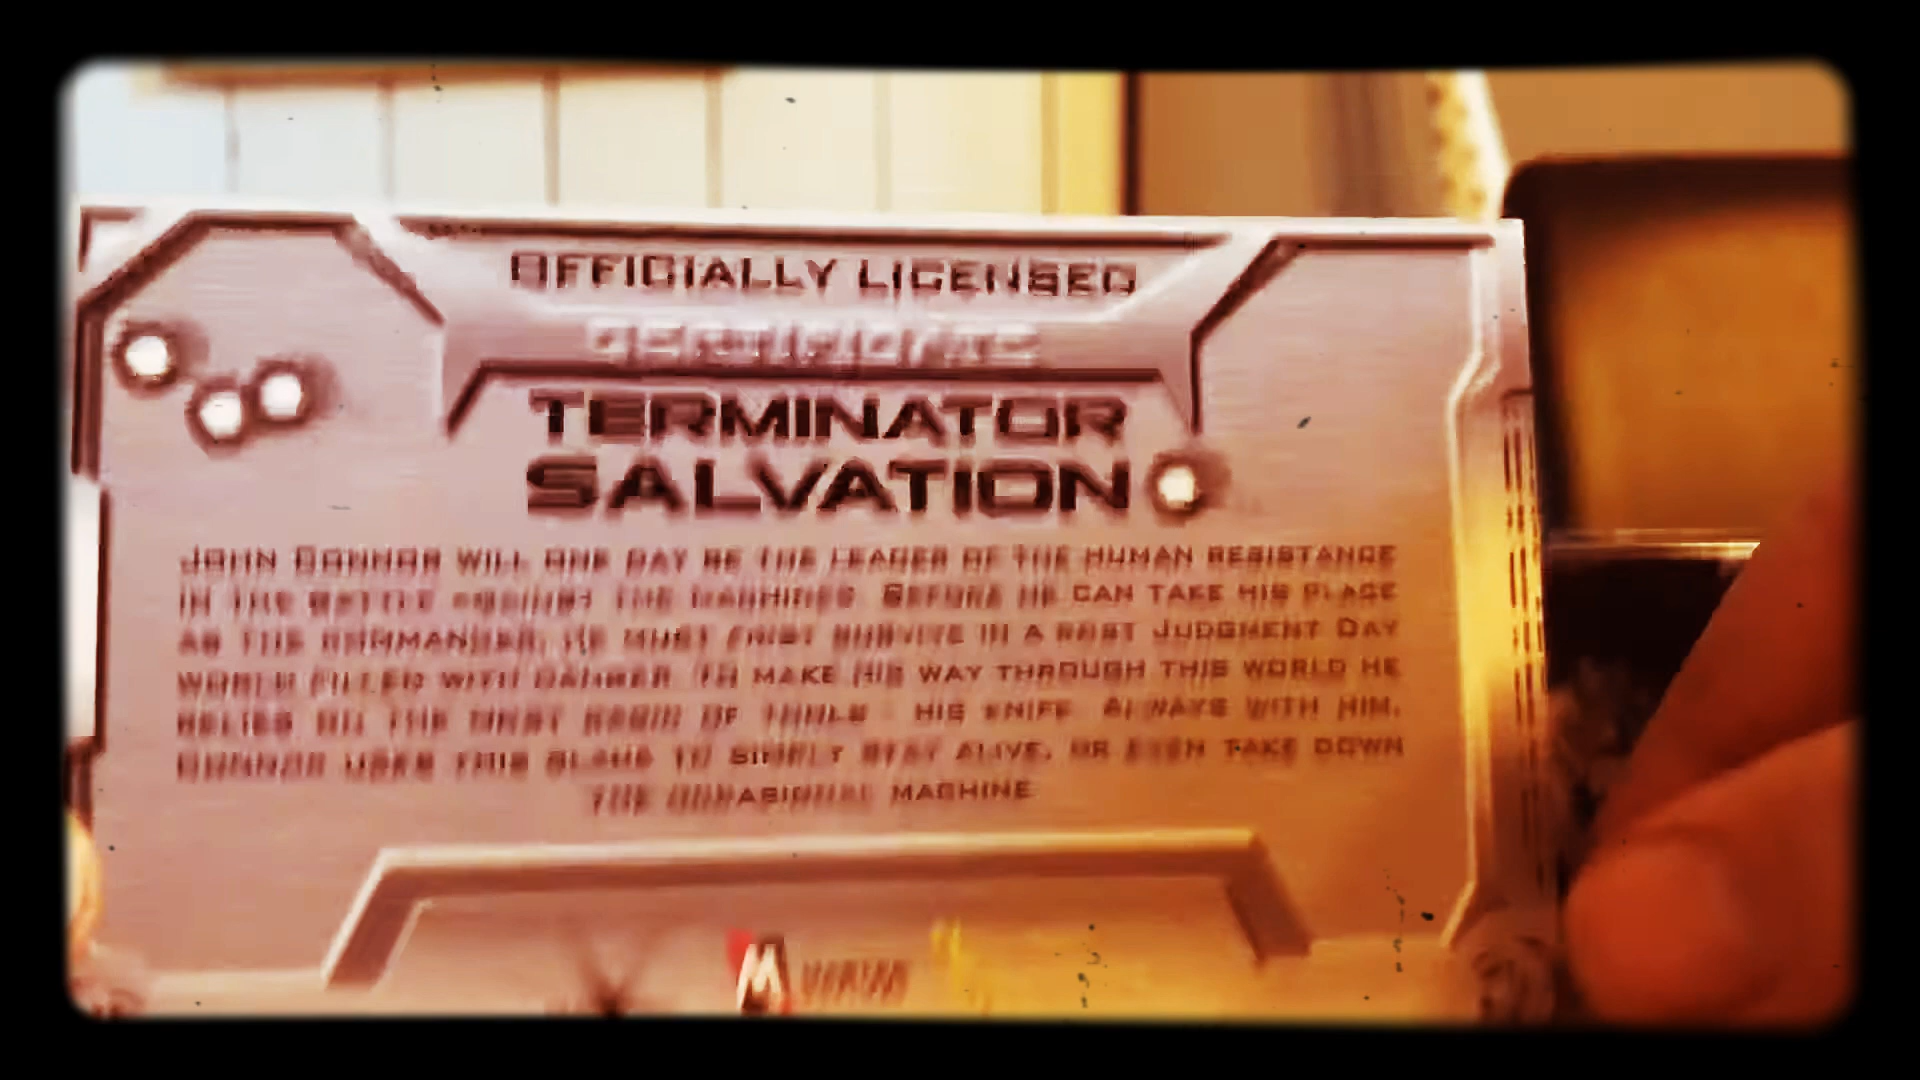 OFFICIALLY LICENSED
CERTIFICATE
TERMINATOR
SALVATION
JOHN CONNOR WILL ONE DAY BE THE LEADER OF THE HUMAN RESISTANCE
IN THE BATTLE AGAINST THE MACHINES. BEFORE HE CAN TAKE HIS PLACE
AS THE COMMANDER, HE MUST FIRST SURVIVE IN A POST JUDGMENT DAY
WORLD FILLED WITH DANGER. TO MAKE HIS WAY THROUGH THIS WORLD HE
RELIES ON THE MOST BASIC OF TOOLS - HIS KNIFE. ALWAYS WITH HIM,
CONNOR USES THIS BLADE TO SIMPLY STAY ALIVE, OR EVEN TAKE DOWN
THE OCCASIONAL MACHINE